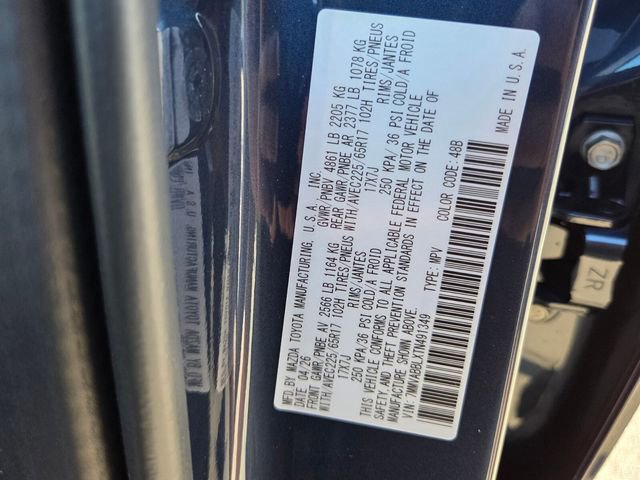 MFD.BY MAZDA TOYOTA MANUFACTURING, U.S.A., INC.
DATE 04/26 GVWR/PNBV 4861 LB 2205 KG
FRONT GAWR/PNBE AV 2566 LB 1164 KG REAR GAWR/PNBE AR 2377 LB 1078 KG
WITH/AVEC225/65R17 102H TIRES/PNEUS WITH/AVEC225/65R17 102H TIRES/PNEUS
17X7J RIMS/JANTES 17X7J RIMS/JANTES
250 KPA/36 PSI COLD/A FROID 250 KPA/36 PSI COLD/A FROID
THIS VEHICLE CONFORMS TO ALL APPLICABLE FEDERAL MOTOR VEHICLE
SAFETY AND THEFT PREVENTION STANDARDS IN EFFECT ON THE DATE OF
MANUFACTURE SHOWN ABOVE.
TYPE: MPV COLOR CODE: 48B
MADE IN U.S.A.
ZR